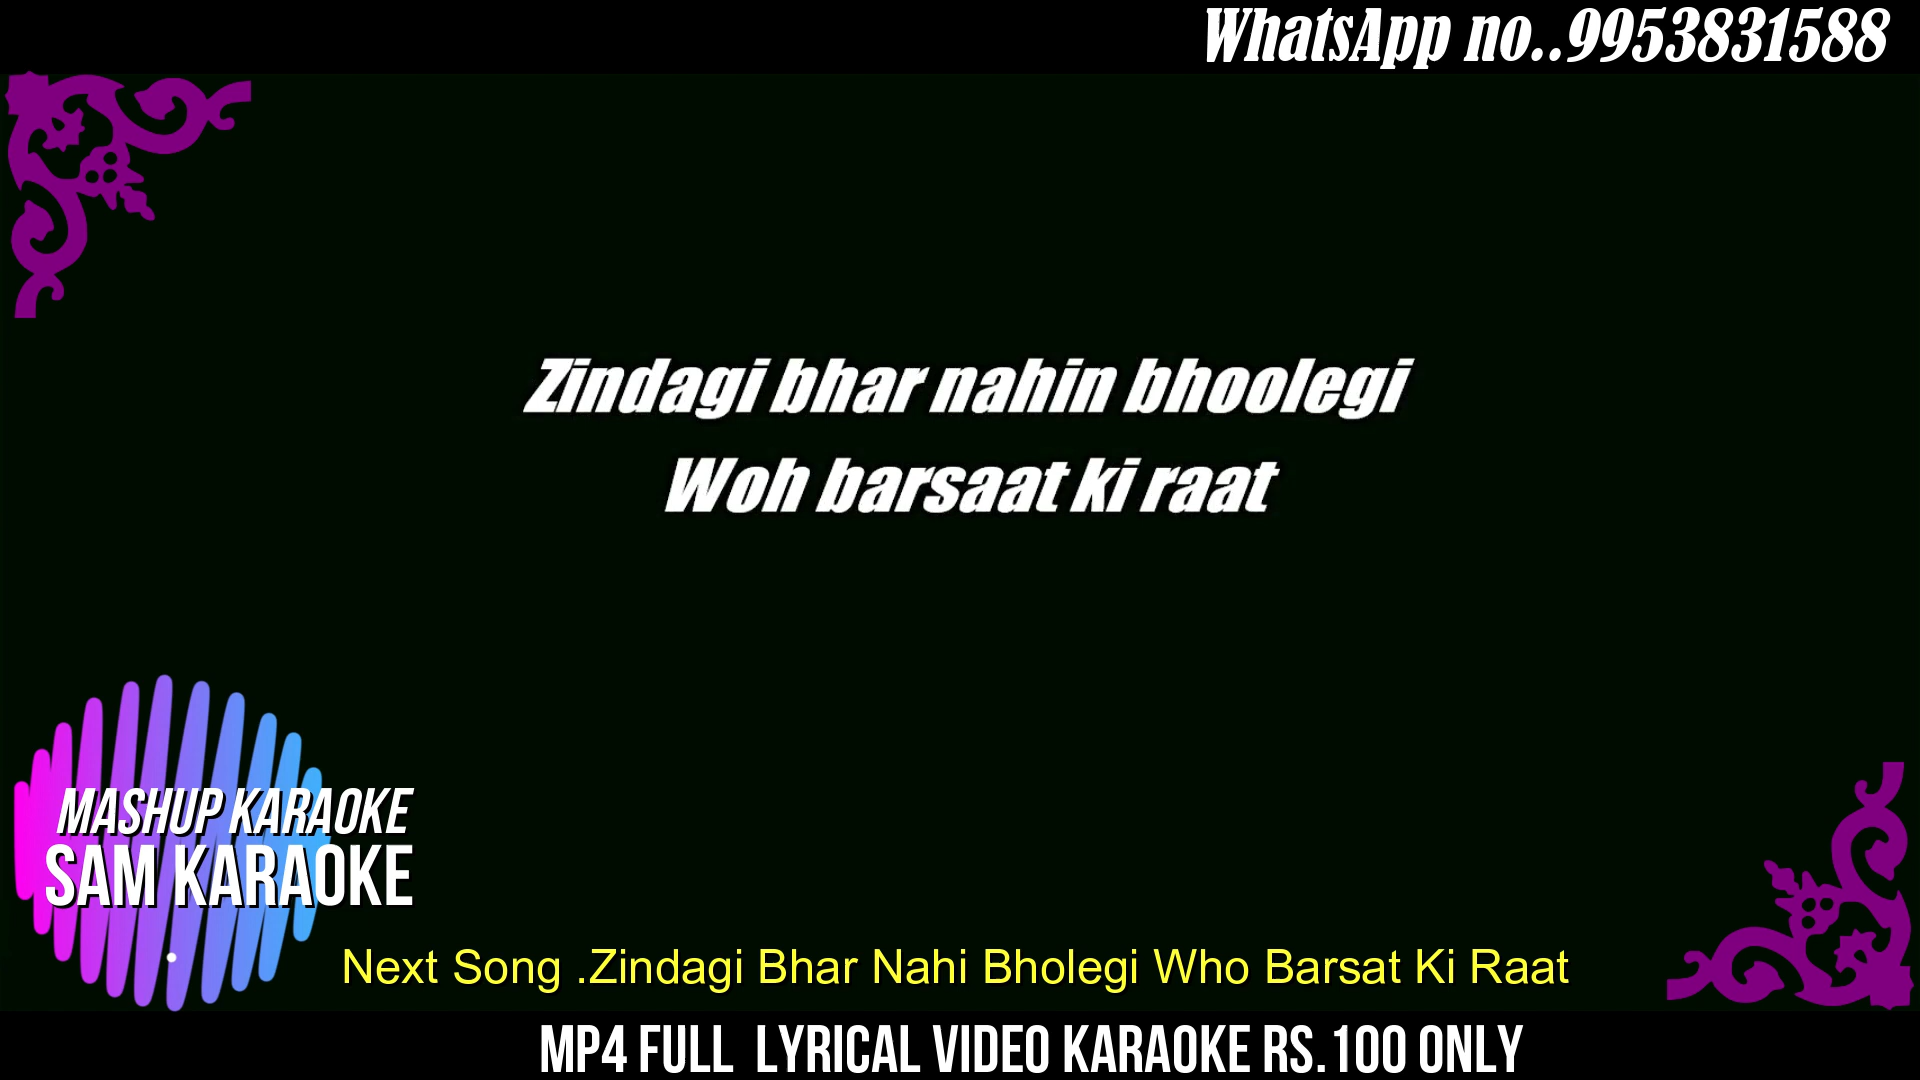 WhatsApp no..9953831588
Zindagi bhar nahin bhoolegi
Woh barsaat ki raat
MASHUP KARAOKE
SAM KARAOKE
Next Song .Zindagi Bhar Nahi Bholegi Who Barsat Ki Raat
MP4 FULL LYRICAL VIDEO KARAOKE RS.100 ONLY